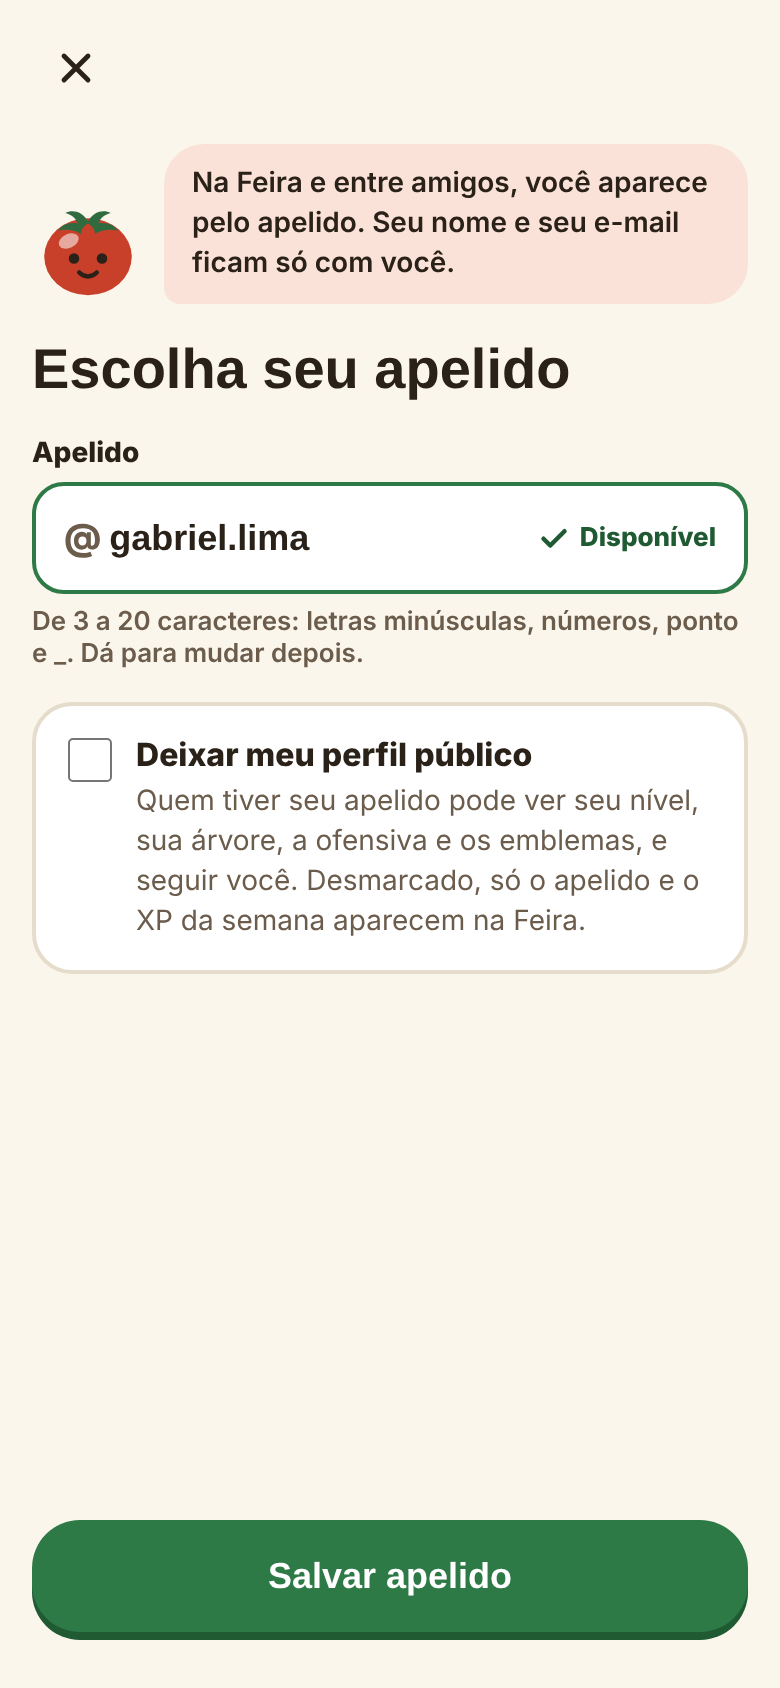 Na Feira e entre amigos, você aparece
pelo apelido. Seu nome e seu e-mail
ficam só com você.
Escolha seu apelido
Apelido
@ gabriel.lima
Disponível
De 3 a 20 caracteres: letras minúsculas, números, ponto
e _. Dá para mudar depois.
Deixar meu perfil público
Quem tiver seu apelido pode ver seu nível,
sua árvore, a ofensiva e os emblemas, e
seguir você. Desmarcado, só o apelido e o
XP da semana aparecem na Feira.
Salvar apelido